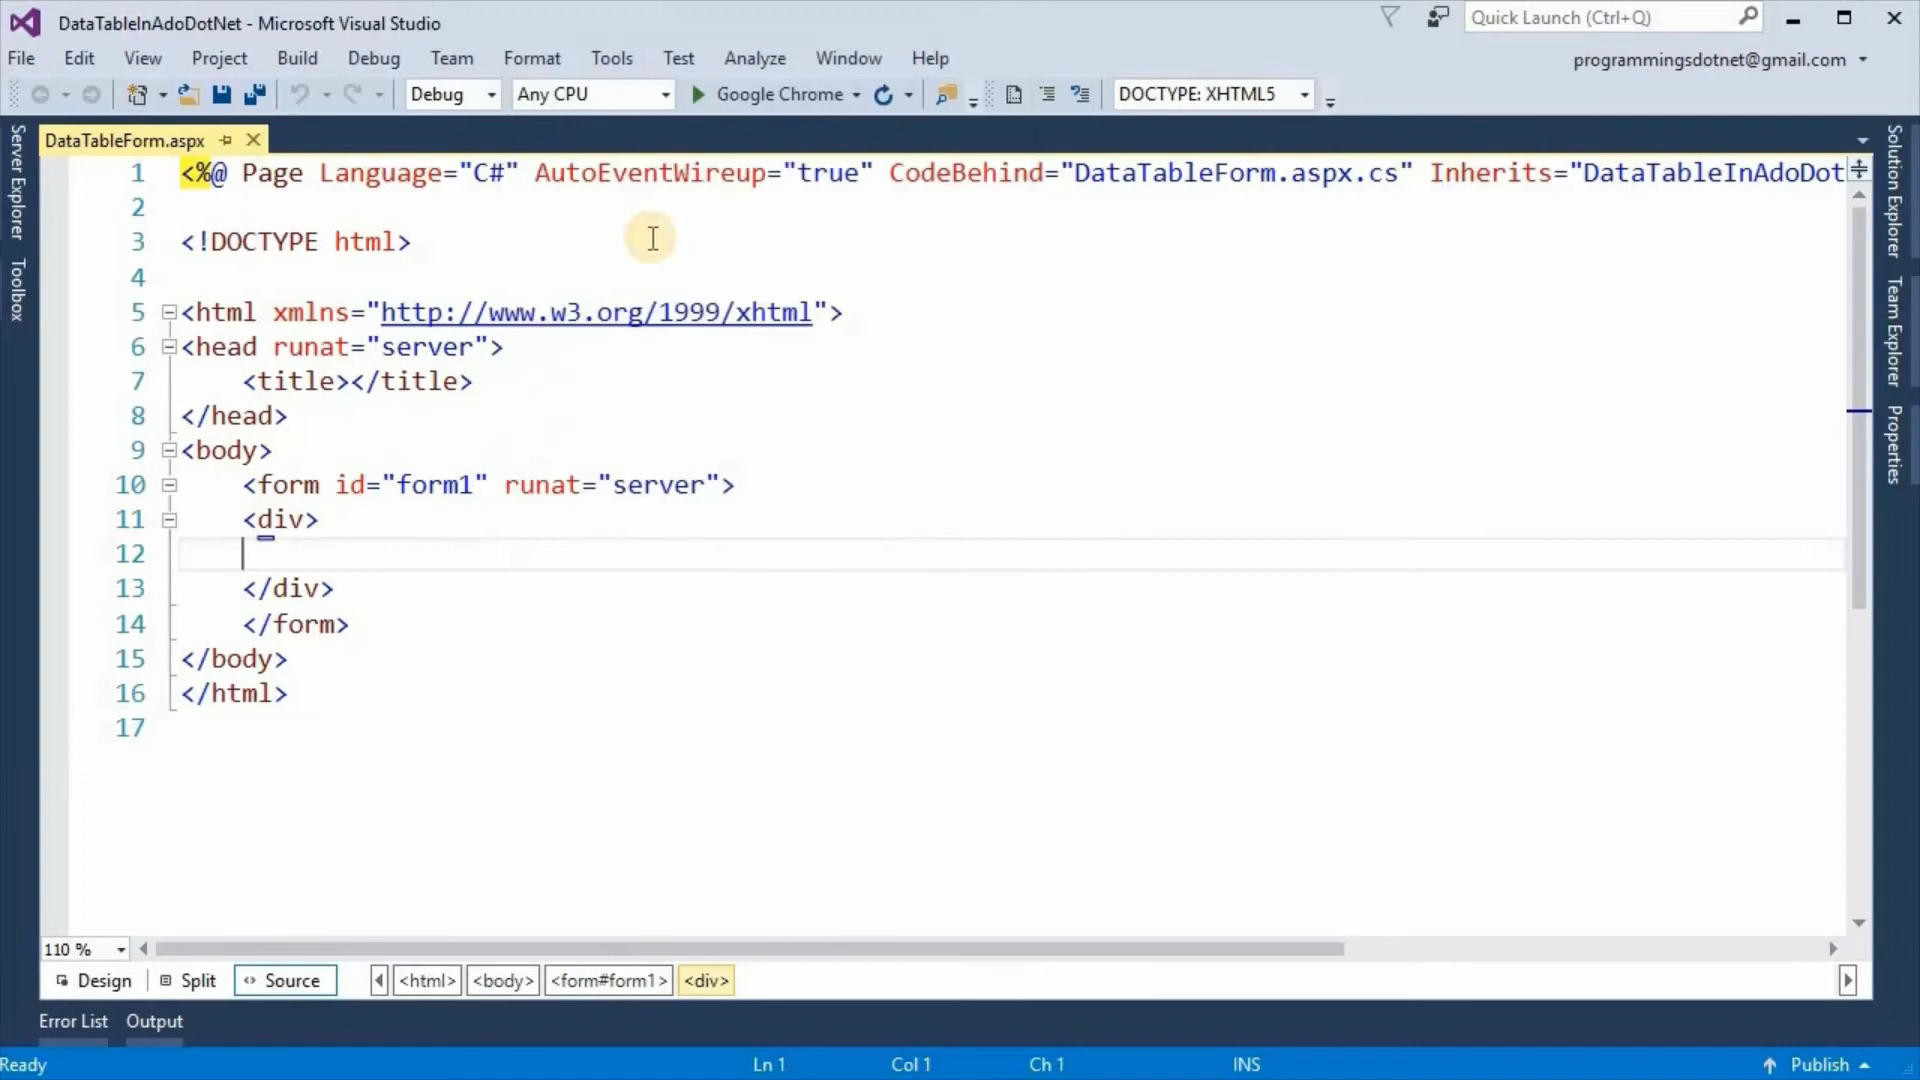 DataTableInAdoDotNet - Microsoft Visual Studio
Quick Launch (Ctrl+Q)
File Edit View Project Build Debug Team Format Tools Test Analyze Window Help
programmingsdotnet@gmail.com
Debug Any CPU Google Chrome DOCTYPE: XHTML5
Server Explorer
Toolbox
DataTableForm.aspx
1 <%@ Page Language="C#" AutoEventWireup="true" CodeBehind="DataTableForm.aspx.cs" Inherits="DataTableInAdoDot
2
3 <!DOCTYPE html>
4
5 <html xmlns="http://www.w3.org/1999/xhtml">
6 <head runat="server">
7 <title></title>
8 </head>
9 <body>
10 <form id="form1" runat="server">
11 <div>
12
13 </div>
14 </form>
15 </body>
16 </html>
17
Solution Explorer
Team Explorer
Properties
110 %
Design Split Source <html> <body> <form#form1> <div>
Error List Output
Ready Ln 1 Col 1 Ch 1 INS Publish